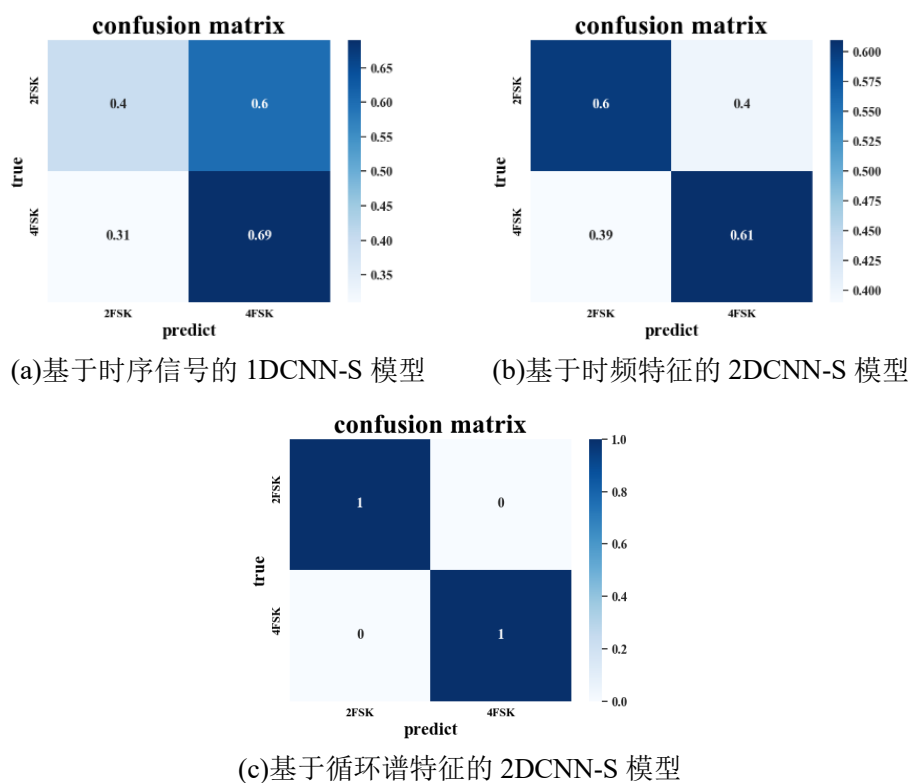 confusion matrix
2FSK
0.4
0.6
0.65
0.60
0.55
0.50
0.45
0.40
0.35
true
4FSK
0.31
0.69
2FSK
4FSK
predict
(a)基于时序信号的 1DCNN-S 模型
confusion matrix
2FSK
0.6
0.4
0.600
0.575
0.550
0.525
0.500
0.475
0.450
0.425
0.400
true
4FSK
0.39
0.61
2FSK
4FSK
predict
(b)基于时频特征的 2DCNN-S 模型
confusion matrix
2FSK
1
0
1.0
0.8
0.6
0.4
0.2
0.0
true
4FSK
0
1
2FSK
4FSK
predict
(c)基于循环谱特征的 2DCNN-S 模型